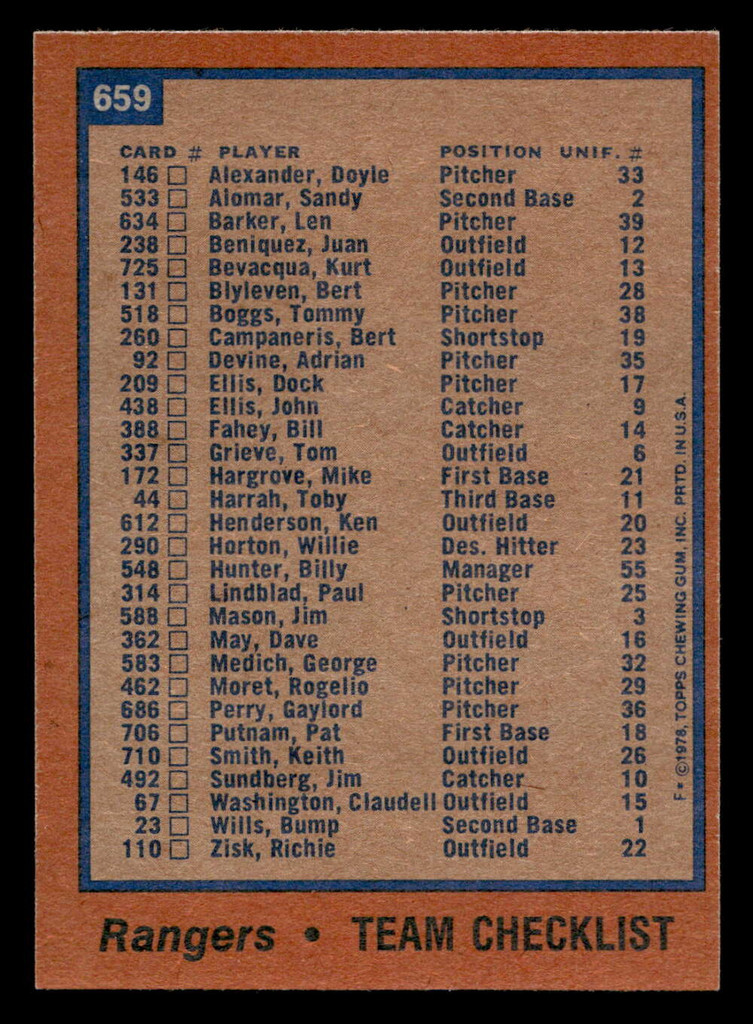 659
CARD # PLAYER POSITION UNIF. #
146 □ Alexander, Doyle Pitcher 33
533 □ Alomar, Sandy Second Base 2
634 □ Barker, Len Pitcher 39
238 □ Beniquez, Juan Outfield 12
725 □ Bevacqua, Kurt Outfield 13
131 □ Blyleven, Bert Pitcher 28
518 □ Boggs, Tommy Pitcher 38
260 □ Campaneris, Bert Shortstop 19
92 □ Devine, Adrian Pitcher 35
209 □ Ellis, Dock Pitcher 17
438 □ Ellis, John Catcher 9
388 □ Fahey, Bill Catcher 14
337 □ Grieve, Tom Outfield 6
172 □ Hargrove, Mike First Base 21
44 □ Harrah, Toby Third Base 11
612 □ Henderson, Ken Outfield 20
290 □ Horton, Willie Des. Hitter 23
548 □ Hunter, Billy Manager 55
314 □ Lindblad, Paul Pitcher 25
588 □ Mason, Jim Shortstop 3
362 □ May, Dave Outfield 16
583 □ Medich, George Pitcher 32
462 □ Moret, Rogelio Pitcher 29
686 □ Perry, Gaylord Pitcher 36
706 □ Putnam, Pat First Base 18
710 □ Smith, Keith Outfield 26
492 □ Sundberg, Jim Catcher 10
67 □ Washington, Claudell Outfield 15
23 □ Wills, Bump Second Base 1
110 □ Zisk, Richie Outfield 22
F* ©1978, TOPPS CHEWING GUM, INC. PRTD. IN U.S.A.
Rangers • TEAM CHECKLIST